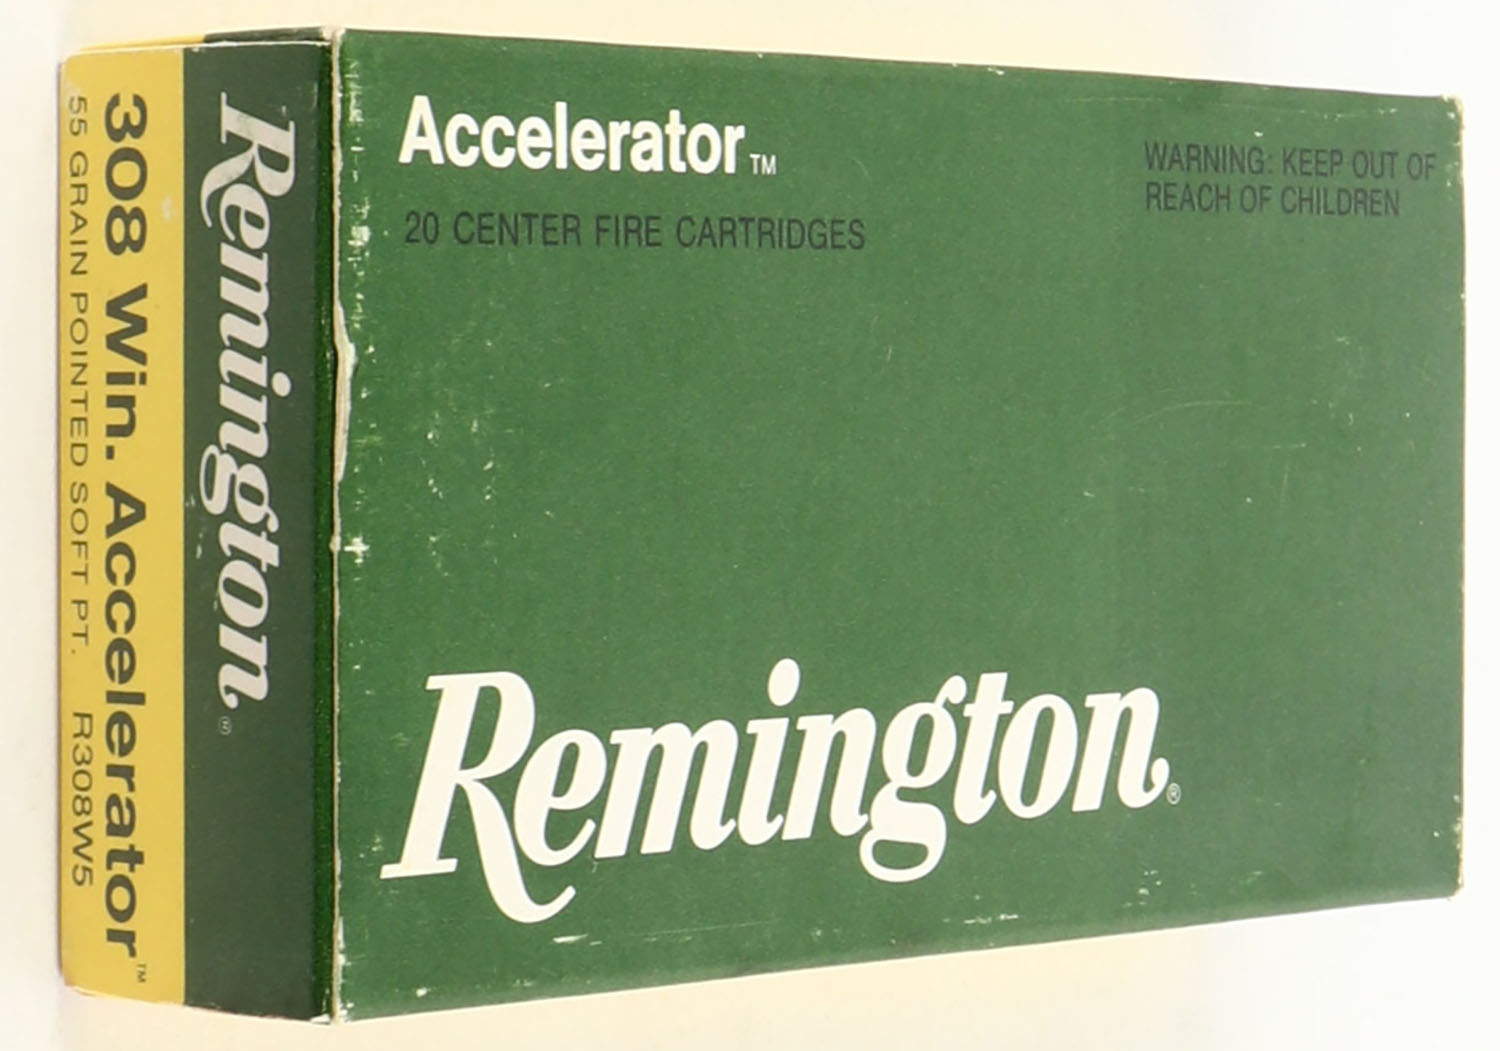 Accelerator™
20 CENTER FIRE CARTRIDGES
WARNING: KEEP OUT OF
REACH OF CHILDREN
Remington®
Remington®
308 Win. Accelerator™
55 GRAIN POINTED SOFT PT. R308W5